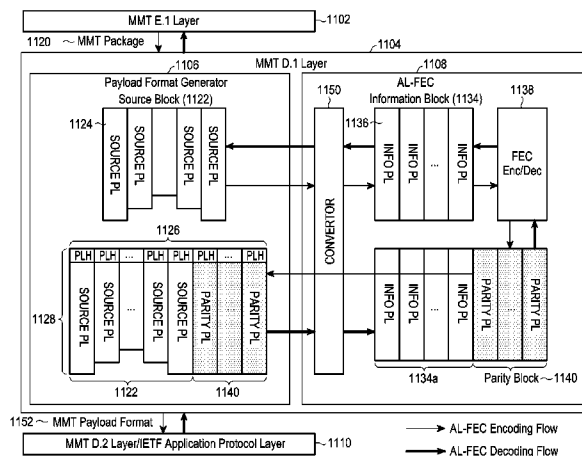 MMT E.1 Layer
1102
1120
MMT Package
1104
MMT D.1 Layer
1106
Payload Format Generator
Source Block (1122)
1124
SOURCE PL
SOURCE PL
...
SOURCE PL
SOURCE PL
1150
CONVERTOR
1108
AL-FEC
Information Block (1134)
1136
INFO PL
INFO PL
...
INFO PL
1138
FEC
Enc/Dec
1126
PLH
PLH
...
PLH
PLH
PLH
...
PLH
1128
SOURCE PL
SOURCE PL
...
SOURCE PL
SOURCE PL
PARITY PL
...
PARITY PL
1122
1140
INFO PL
INFO PL
...
INFO PL
PARITY PL
...
PARITY PL
1134a
Parity Block
1140
1152
MMT Payload Format
MMT D.2 Layer/IETF Application Protocol Layer
1110
AL-FEC Encoding Flow
AL-FEC Decoding Flow